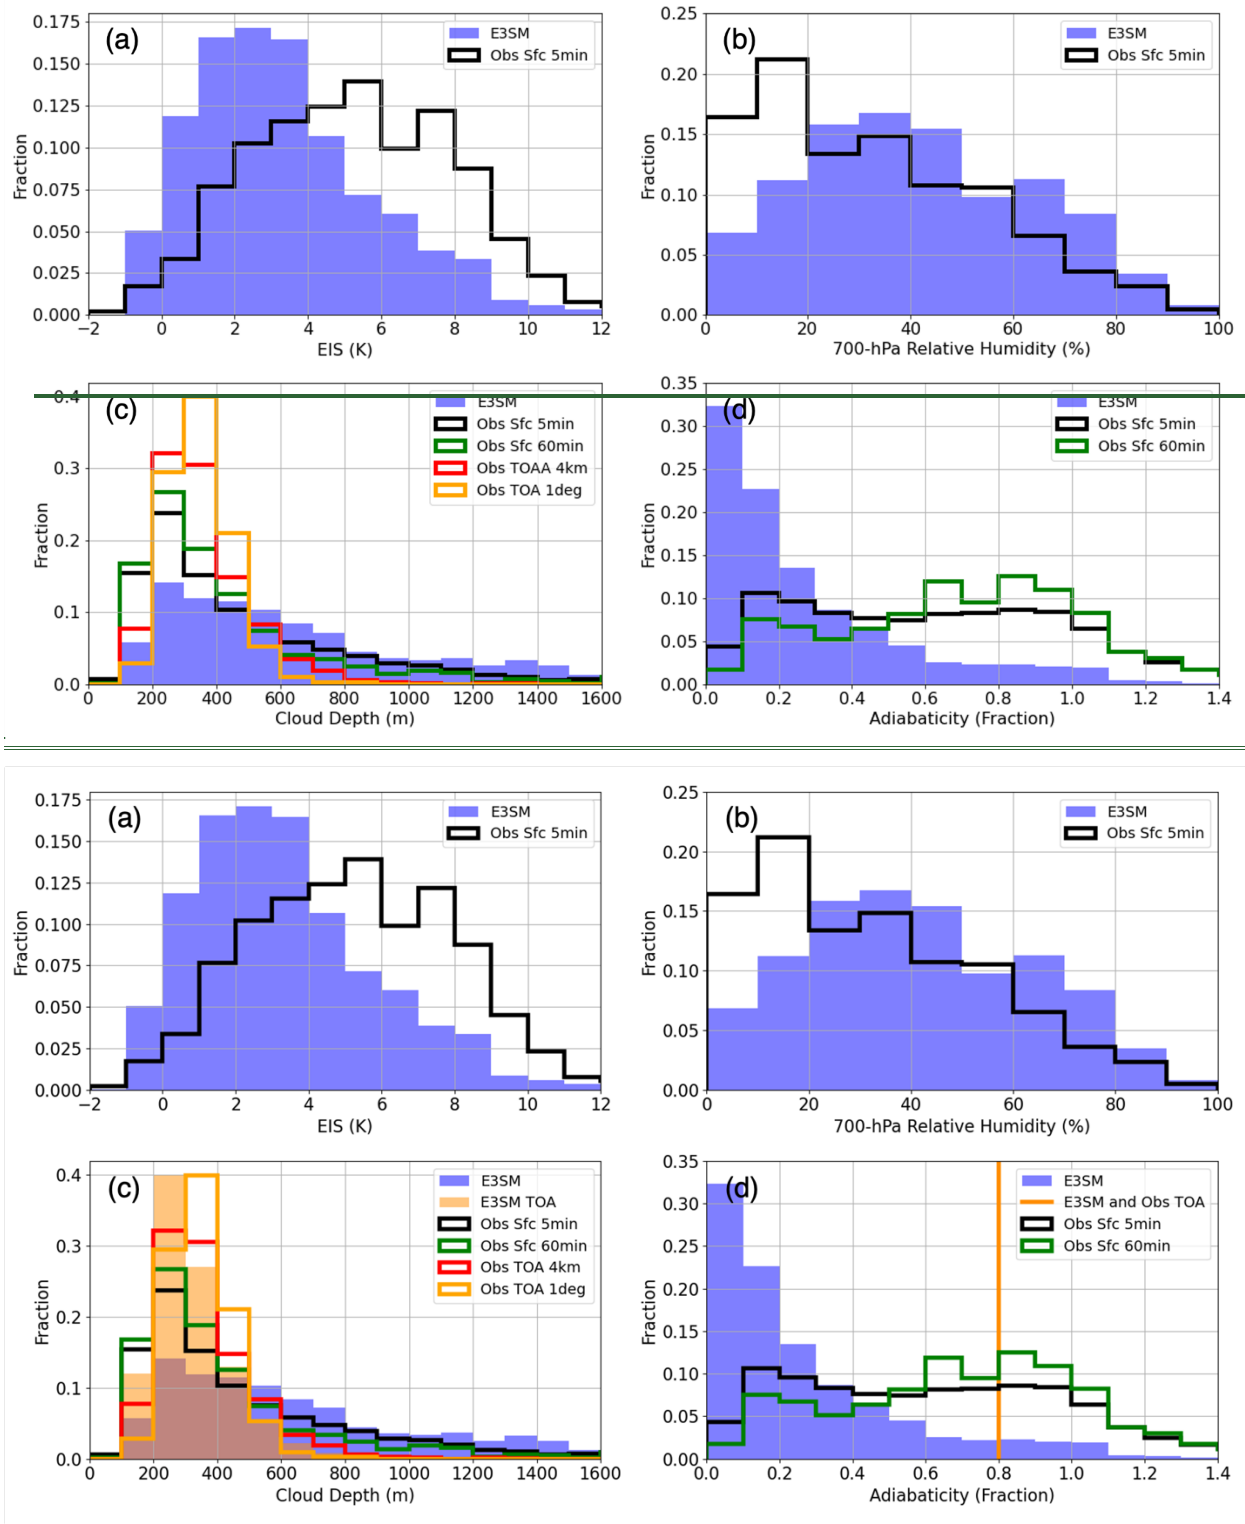 (a)
E3SM
Obs Sfc 5min
Fraction
0.175
0.150
0.125
0.100
0.075
0.050
0.025
0.000
−2 0 2 4 6 8 10 12
EIS (K)
(b)
E3SM
Obs Sfc 5min
Fraction
0.25
0.20
0.15
0.10
0.05
0.00
0 20 40 60 80 100
700-hPa Relative Humidity (%)
(c)
E3SM
Obs Sfc 5min
Obs Sfc 60min
Obs TOAA 4km
Obs TOA 1deg
Fraction
0.4
0.3
0.2
0.1
0.0
0 200 400 600 800 1000 1200 1400 1600
Cloud Depth (m)
(d)
E3SM
Obs Sfc 5min
Obs Sfc 60min
Fraction
0.35
0.30
0.25
0.20
0.15
0.10
0.05
0.00
0.0 0.2 0.4 0.6 0.8 1.0 1.2 1.4
Adiabaticity (Fraction)
(a)
E3SM
Obs Sfc 5min
Fraction
0.175
0.150
0.125
0.100
0.075
0.050
0.025
0.000
−2 0 2 4 6 8 10 12
EIS (K)
(b)
E3SM
Obs Sfc 5min
Fraction
0.25
0.20
0.15
0.10
0.05
0.00
0 20 40 60 80 100
700-hPa Relative Humidity (%)
(c)
E3SM
E3SM TOA
Obs Sfc 5min
Obs Sfc 60min
Obs TOA 4km
Obs TOA 1deg
Fraction
0.4
0.3
0.2
0.1
0.0
0 200 400 600 800 1000 1200 1400 1600
Cloud Depth (m)
(d)
E3SM
E3SM and Obs TOA
Obs Sfc 5min
Obs Sfc 60min
Fraction
0.35
0.30
0.25
0.20
0.15
0.10
0.05
0.00
0.0 0.2 0.4 0.6 0.8 1.0 1.2 1.4
Adiabaticity (Fraction)